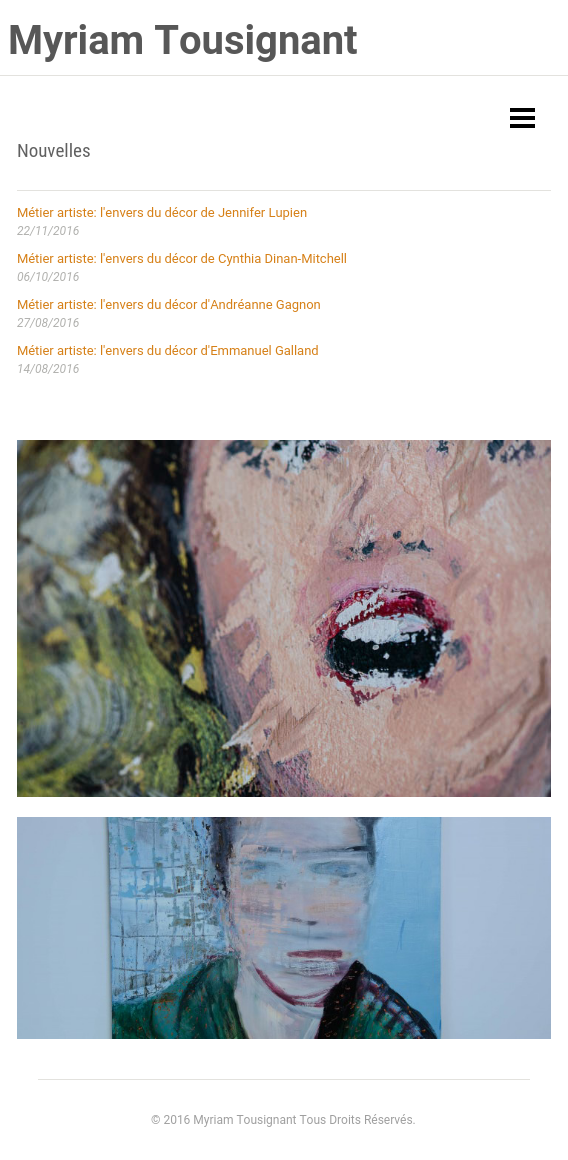 Myriam Tousignant
Nouvelles
Métier artiste: l'envers du décor de Jennifer Lupien
22/11/2016
Métier artiste: l'envers du décor de Cynthia Dinan-Mitchell
06/10/2016
Métier artiste: l'envers du décor d'Andréanne Gagnon
27/08/2016
Métier artiste: l'envers du décor d'Emmanuel Galland
14/08/2016
© 2016 Myriam Tousignant Tous Droits Réservés.